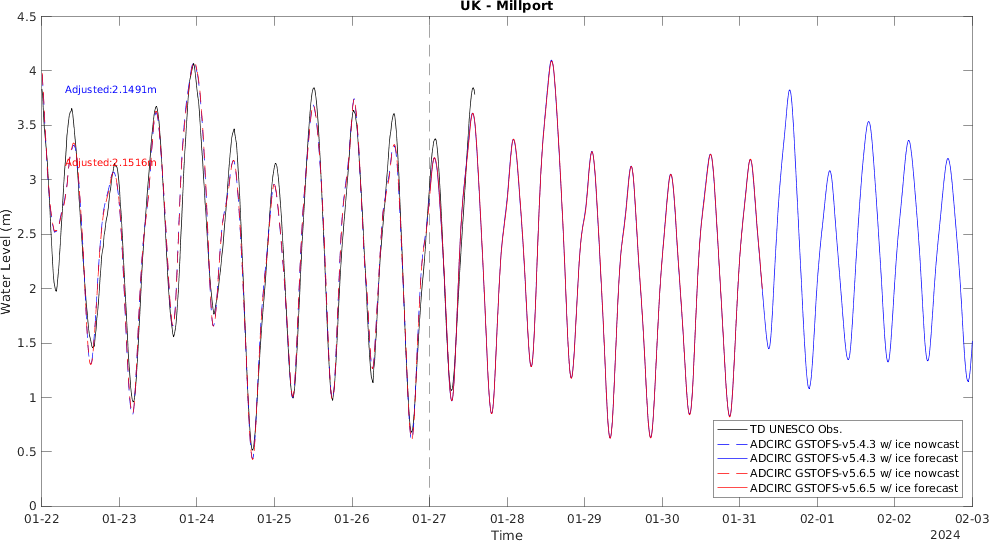 UK - Millport
4.5
4
3.5
3
2.5
2
1.5
1
0.5
0
Water Level (m)
Adjusted:2.1491m
Adjusted:2.1516m
TD UNESCO Obs.
ADCIRC GSTOFS-v5.4.3 w/ ice nowcast
ADCIRC GSTOFS-v5.4.3 w/ ice forecast
ADCIRC GSTOFS-v5.6.5 w/ ice nowcast
ADCIRC GSTOFS-v5.6.5 w/ ice forecast
01-22 01-23 01-24 01-25 01-26 01-27 01-28 01-29 01-30 01-31 02-01 02-02 02-03
Time
2024